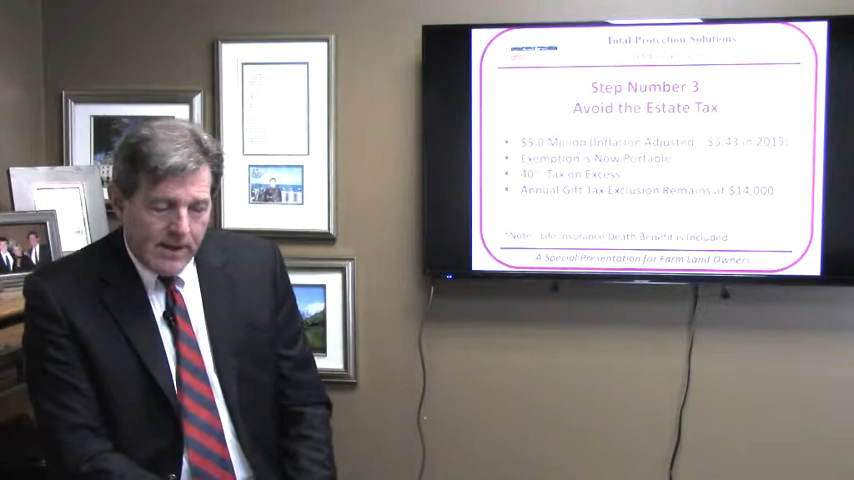 Total Protection Solutions
Step Number 3
Avoid the Estate Tax
• $5.0 Million (Inflation Adjusted - $5.43 in 2015)
• Exemption is Now Portable
• 40% Tax on Excess
• Annual Gift Tax Exclusion Remains at $14,000
*Note: Life Insurance Death Benefit is Included
A Special Presentation for Farm Land Owners